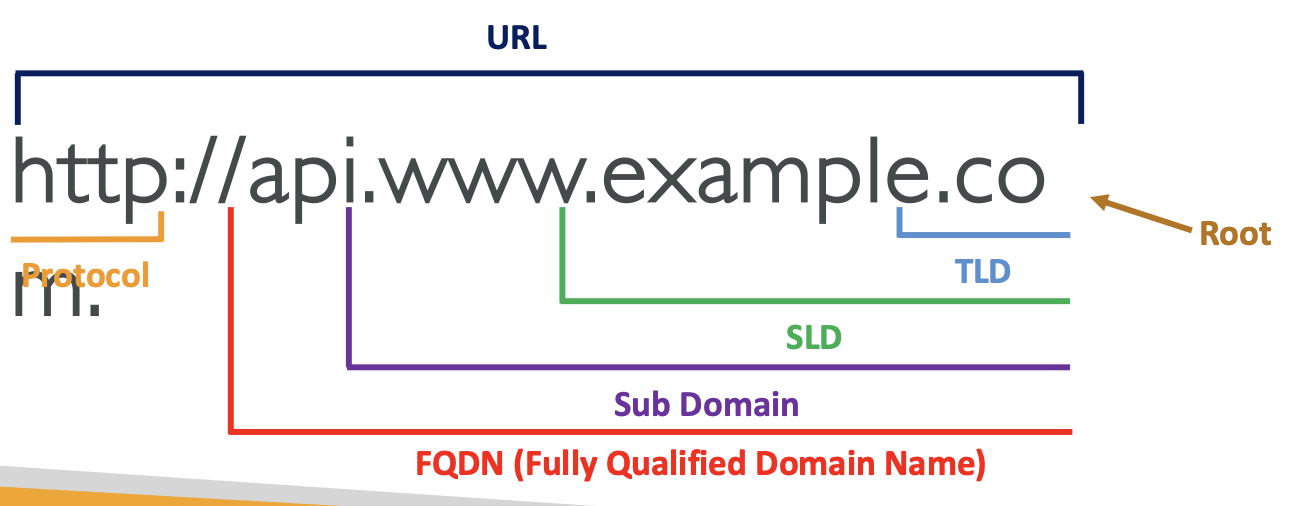 URL
http://api.www.example.co
m.
Root
Protocol
TLD
SLD
Sub Domain
FQDN (Fully Qualified Domain Name)